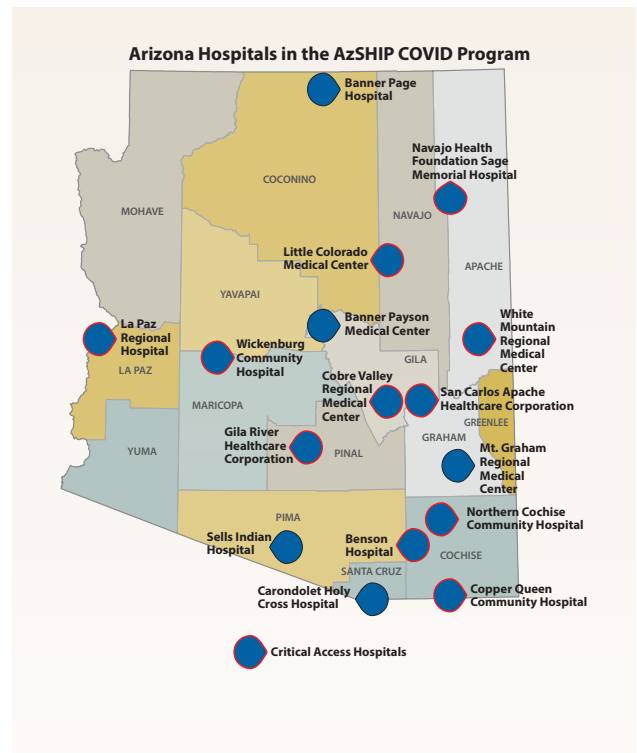 Arizona Hospitals in the AzSHIP COVID Program
Banner Page
Hospital
Navajo Health
Foundation Sage
Memorial Hospital
COCONINO
MOHAVE
NAVAJO
Little Colorado
Medical Center
APACHE
YAVAPAI
Banner Payson
Medical Center
White
Mountain
Regional
Medical
Center
La Paz
Regional
Hospital
Wickenburg
Community
Hospital
GILA
LA PAZ
Cobre Valley
Regional
Medical
Center
San Carlos Apache
Healthcare Corporation
MARICOPA
GREENLEE
Gila River
Healthcare
Corporation
GRAHAM
YUMA
PINAL
Mt. Graham
Regional
Medical
Center
PIMA
Northern Cochise
Community Hospital
Sells Indian
Hospital
Benson
Hospital
COCHISE
SANTA CRUZ
Carondolet Holy
Cross Hospital
Copper Queen
Community Hospital
Critical Access Hospitals